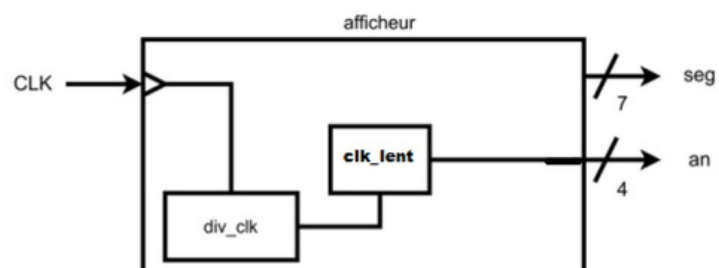 afficheur
CLK
seg
7
clk_lent
an
4
div_clk